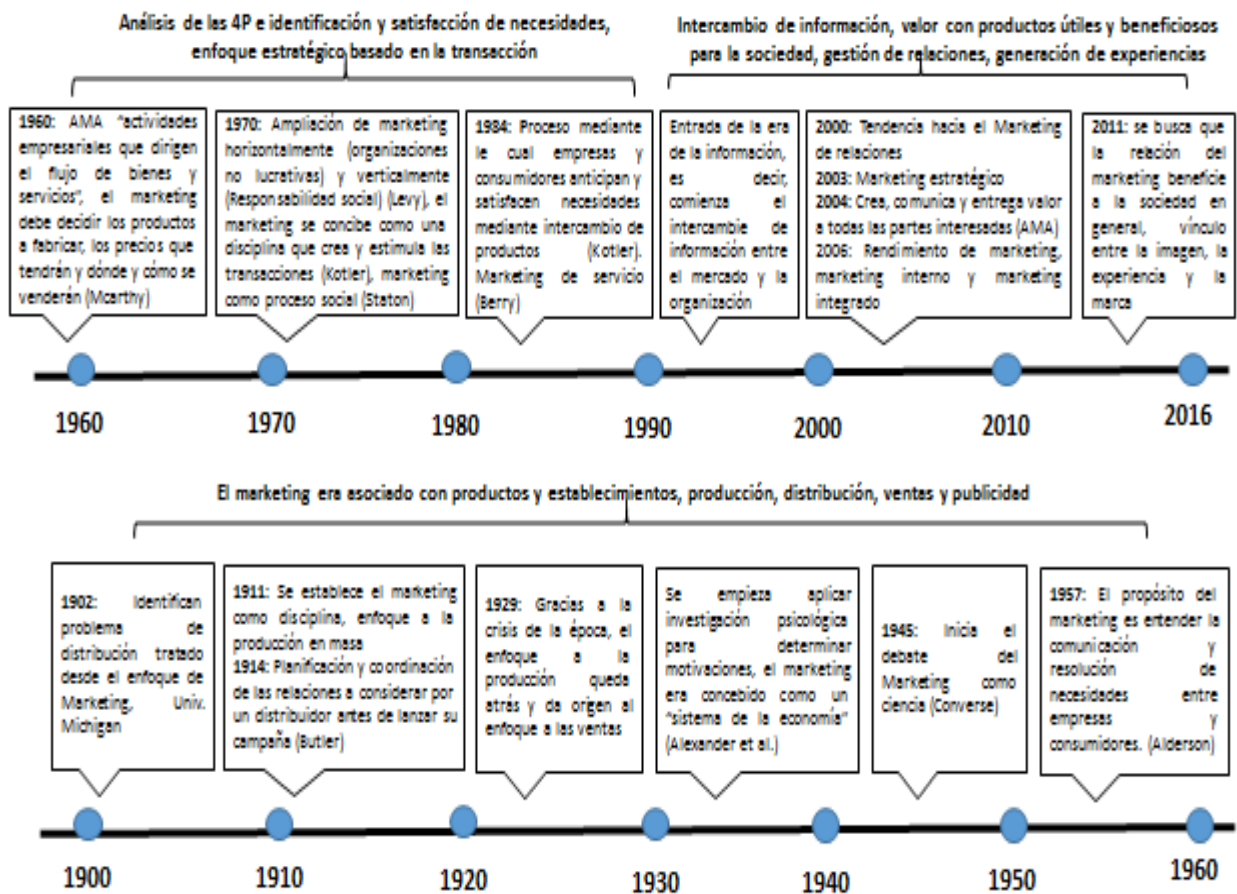 Análisis de las 4P e identificación y satisfacción de necesidades,
enfoque estratégico basado en la transacción
Intercambio de información, valor con productos útiles y beneficiosos
para la sociedad, gestión de relaciones, generación de experiencias
1960: AMA “actividades
empresariales que dirigen
el flujo de bienes y
servicios”, el marketing
debe decidir los productos
a fabricar, los precios que
tendrán y dónde y cómo se
venderán (Mcarthy)
1970: Ampliación de marketing
horizontalmente (organizaciones
no lucrativas) y verticalmente
(Responsabilidad social) (Levy), el
marketing se concibe como una
disciplina que crea y estimula las
transacciones (Kotler), marketing
como proceso social (Staton)
1984: Proceso mediante
le cual empresas y
consumidores anticipan y
satisfacen necesidades
mediante intercambio de
productos (Kotler).
Marketing de servicio
(Berry)
Entrada de la era
de la información,
es decir,
comienza el
intercambie de
información entre
el mercado y la
organización
2000: Tendencia hacia el Marketing
de relaciones
2003: Marketing estratégico
2004: Crea, comunica y entrega valor
a todas las partes interesadas (AMA)
2006: Rendimiento de marketing,
marketing interno y marketing
integrado
2011: se busca que
la relación del
marketing beneficie
a la sociedad en
general, vínculo
entre la imagen, la
experiencia y la
marca
1960
1970
1980
1990
2000
2010
2016
El marketing era asociado con productos y establecimientos, producción, distribución, ventas y publicidad
1902: Identifican
problema de
distribución tratado
desde el enfoque de
Marketing, Univ.
Michigan
1911: Se establece el marketing
como disciplina, enfoque a la
producción en masa
1914: Planificación y coordinación
de las relaciones a considerar por
un distribuidor antes de lanzar su
campaña (Butler)
1929: Gracias a la
crisis de la época, el
enfoque a la
producción queda
atrás y da origen al
enfoque a las ventas
Se empieza aplicar
investigación psicológica
para determinar
motivaciones, el marketing
era concebido como un
“sistema de la economía”
(Alexander et al.)
1945: Inicia el
debate del
Marketing como
ciencia (Converse)
1957: El propósito del
marketing es entender la
comunicación y
resolución de
necesidades entre
empresas y
consumidores. (Alderson)
1900
1910
1920
1930
1940
1950
1960